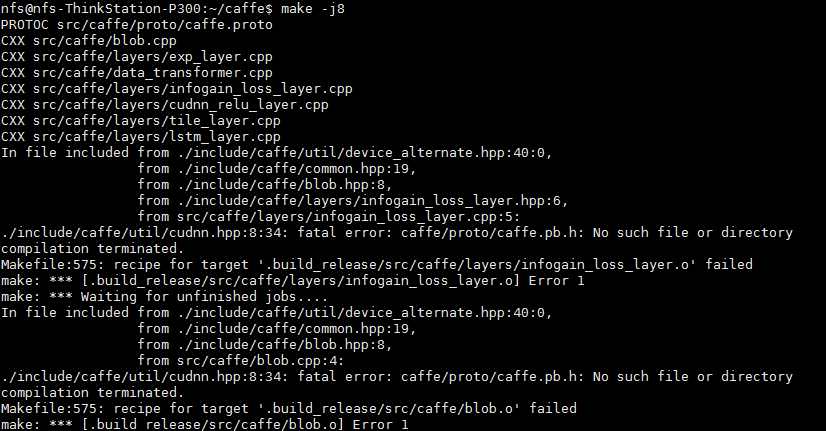 nfs@nfs-ThinkStation-P300:~/caffe$ make -j8
PROTOC src/caffe/proto/caffe.proto
CXX src/caffe/blob.cpp
CXX src/caffe/layers/exp_layer.cpp
CXX src/caffe/data_transformer.cpp
CXX src/caffe/layers/infogain_loss_layer.cpp
CXX src/caffe/layers/cudnn_relu_layer.cpp
CXX src/caffe/layers/tile_layer.cpp
CXX src/caffe/layers/lstm_layer.cpp
In file included from ./include/caffe/util/device_alternate.hpp:40:0,
                 from ./include/caffe/common.hpp:19,
                 from ./include/caffe/blob.hpp:8,
                 from ./include/caffe/layers/infogain_loss_layer.hpp:6,
                 from src/caffe/layers/infogain_loss_layer.cpp:5:
./include/caffe/util/cudnn.hpp:8:34: fatal error: caffe/proto/caffe.pb.h: No such file or directory
compilation terminated.
Makefile:575: recipe for target '.build_release/src/caffe/layers/infogain_loss_layer.o' failed
make: *** [.build_release/src/caffe/layers/infogain_loss_layer.o] Error 1
make: *** Waiting for unfinished jobs....
In file included from ./include/caffe/util/device_alternate.hpp:40:0,
                 from ./include/caffe/common.hpp:19,
                 from ./include/caffe/blob.hpp:8,
                 from src/caffe/blob.cpp:4:
./include/caffe/util/cudnn.hpp:8:34: fatal error: caffe/proto/caffe.pb.h: No such file or directory
compilation terminated.
Makefile:575: recipe for target '.build_release/src/caffe/blob.o' failed
make: *** [.build_release/src/caffe/blob.o] Error 1